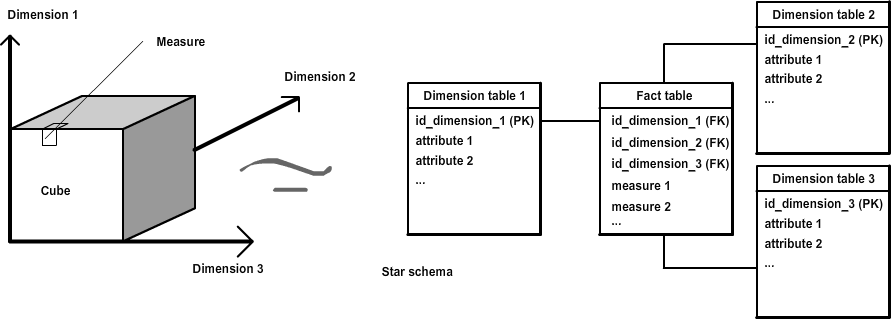 Dimension 1
Measure
Dimension 2
Cube
Dimension 3
Star schema
Dimension table 1
id_dimension_1 (PK)
attribute 1
attribute 2
...
Fact table
id_dimension_1 (FK)
id_dimension_2 (FK)
id_dimension_3 (FK)
measure 1
measure 2
...
Dimension table 2
id_dimension_2 (PK)
attribute 1
attribute 2
...
Dimension table 3
id_dimension_3 (PK)
attribute 1
attribute 2
...